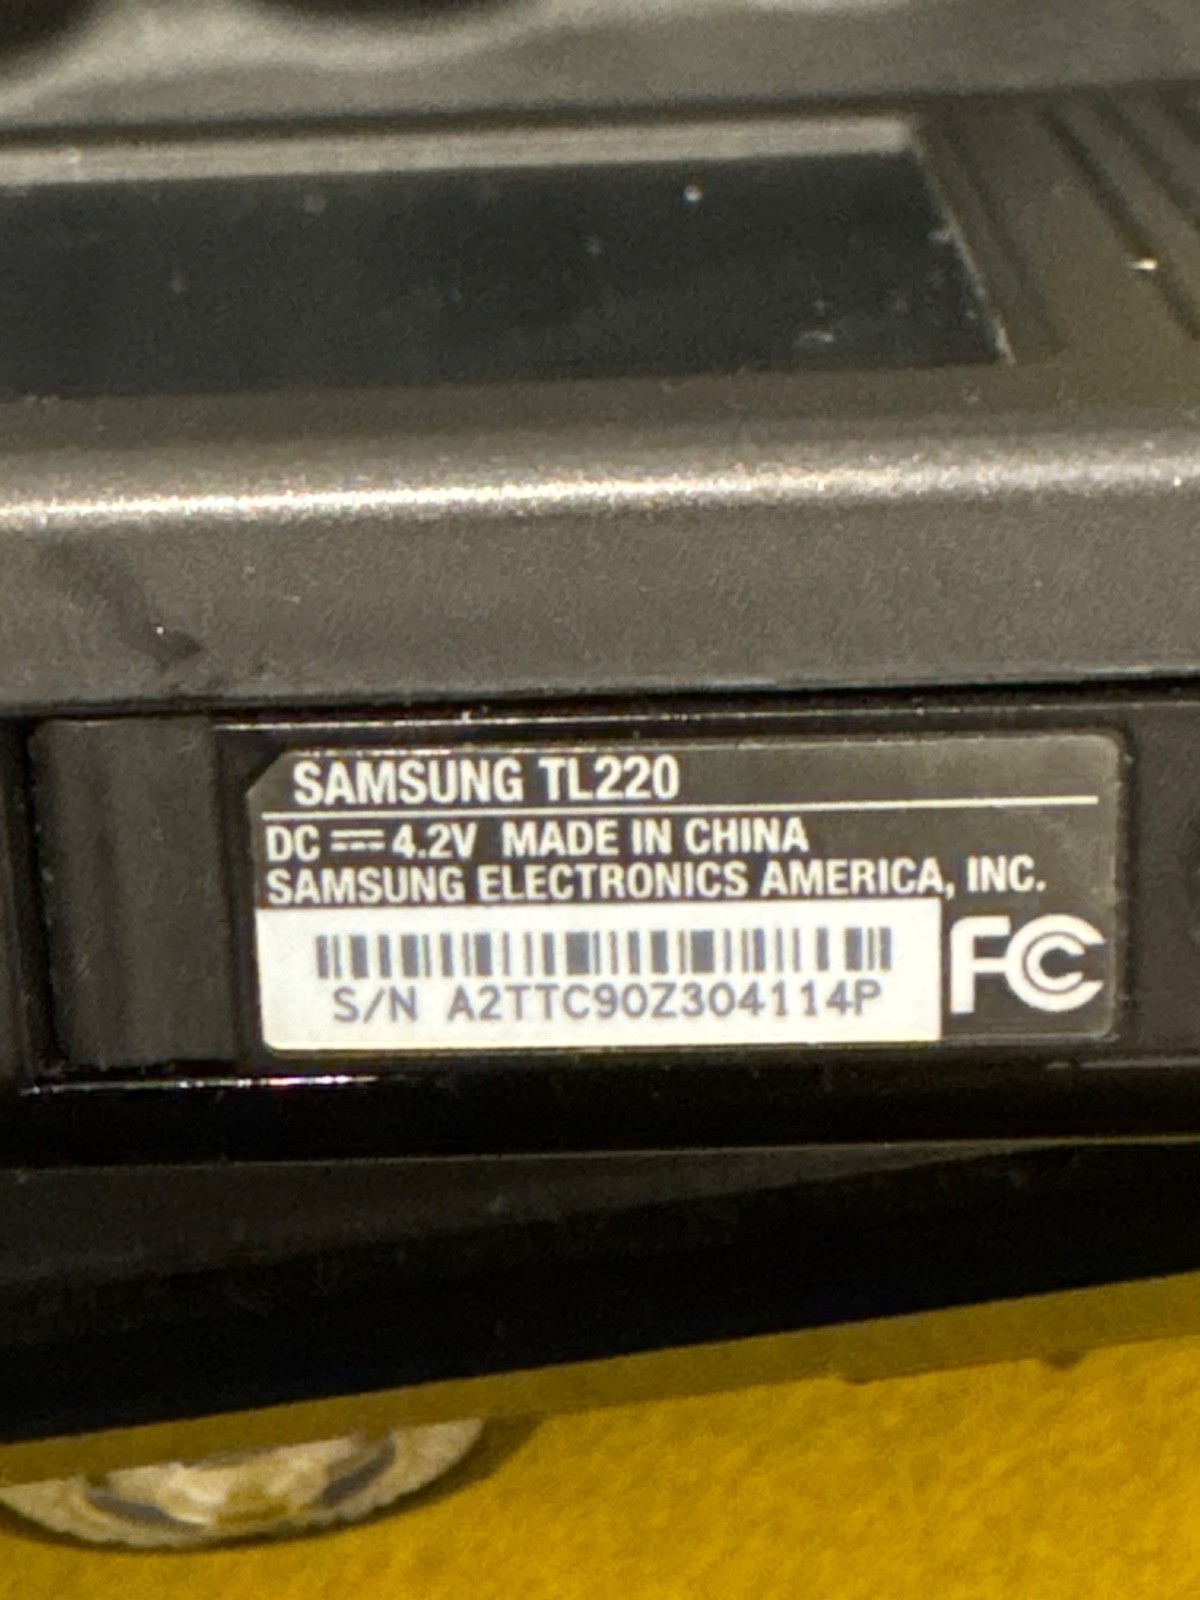 SAMSUNG TL220
DC ⎓ 4.2V MADE IN CHINA
SAMSUNG ELECTRONICS AMERICA, INC.
FC
S/N A2TTC90Z304114P